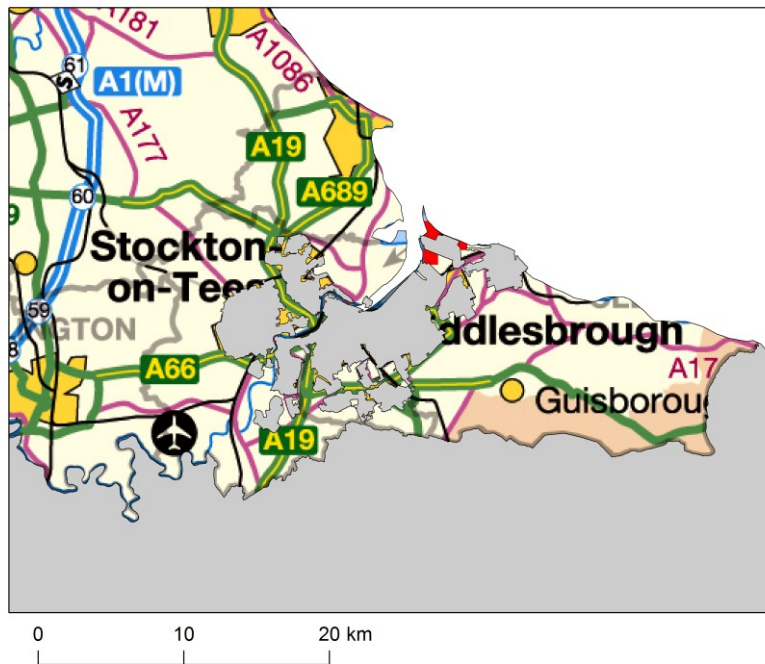 A181
A1086
61
S
A1(M)
A177
A19
60
A689
Stockton-
on-Tees
59
NGTON
ddlesbrough
A66
A17
Guisboroug
A19
0 10 20 km